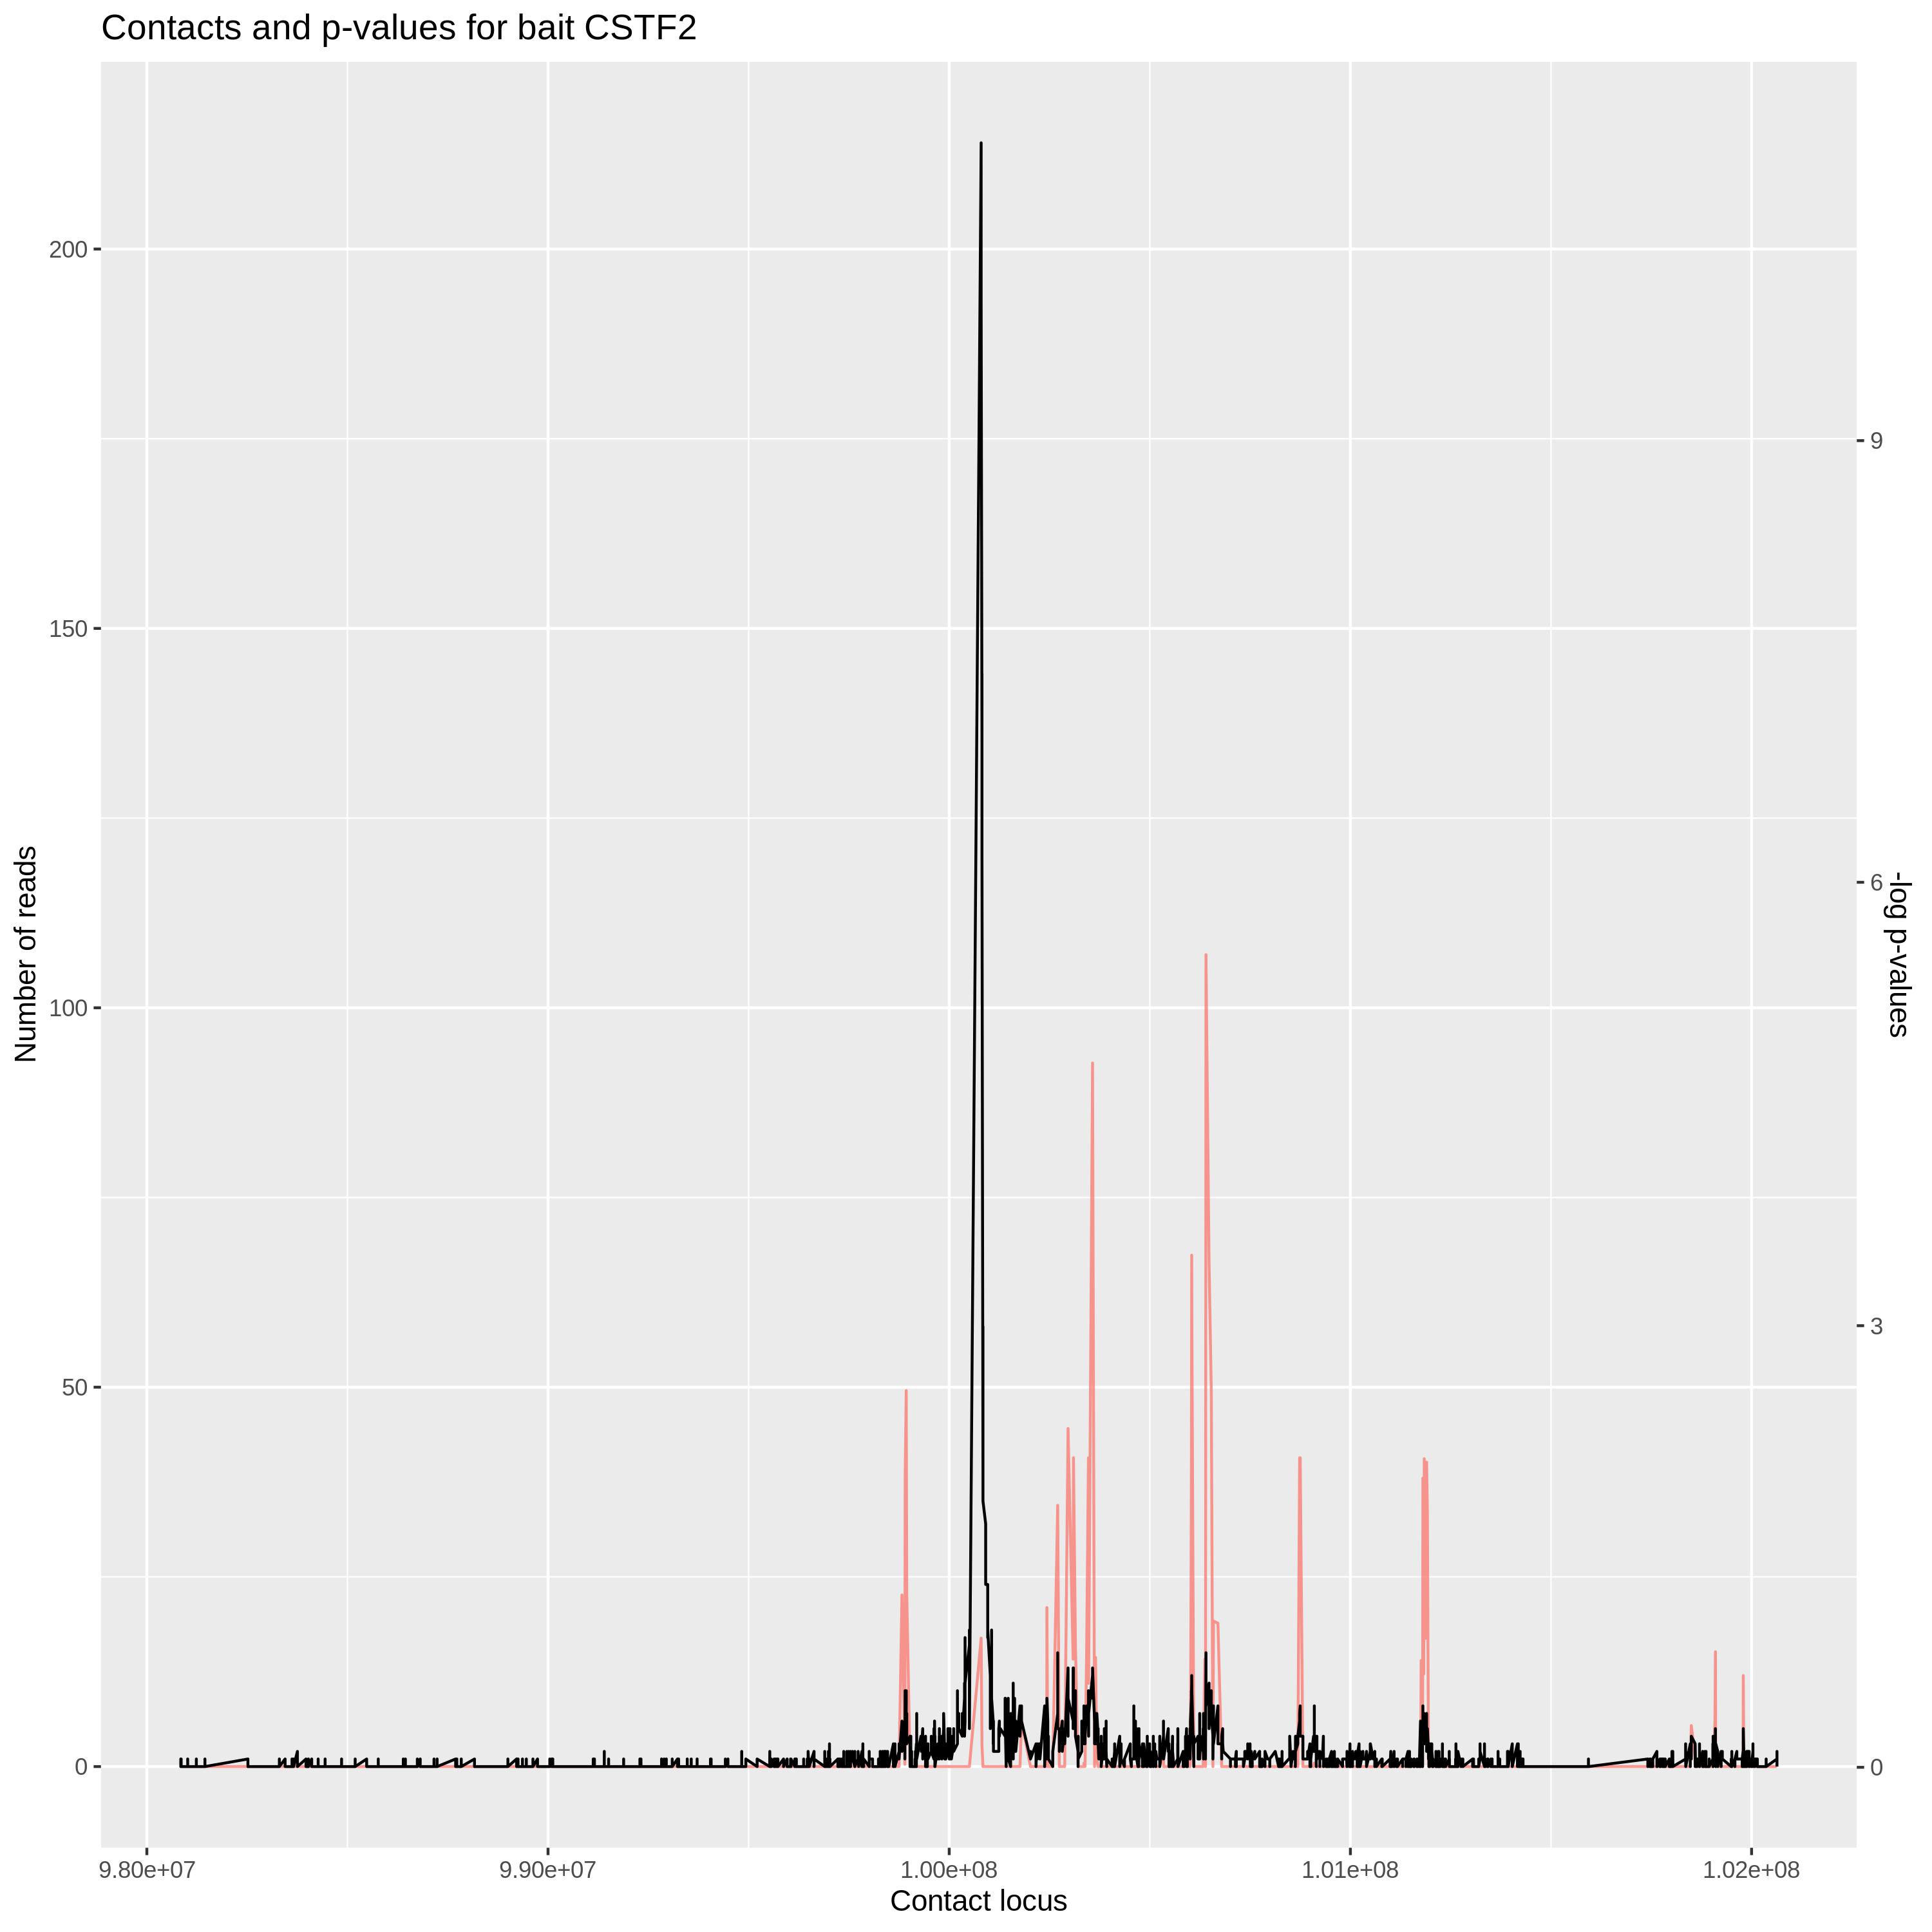 Contacts and p-values for bait CSTF2
200
150
100
50
0
Number of reads
9
6
3
0
-log p-values
9.80e+07 9.90e+07 1.00e+08 1.01e+08 1.02e+08
Contact locus